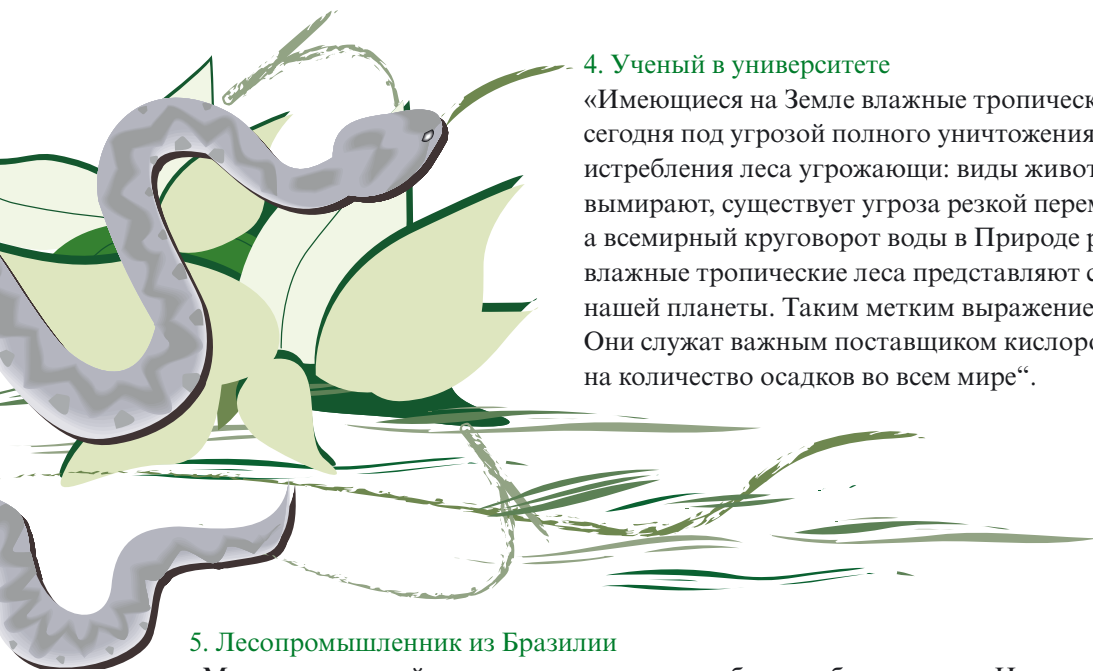 4. Ученый в университете
«Имеющиеся на Земле влажные тропическ
сегодня под угрозой полного уничтожения
истребления леса угрожающи: виды живот
вымирают, существует угроза резкой перем
а всемирный круговорот воды в Природе р
влажные тропические леса представляют с
нашей планеты. Таким метким выражение
Они служат важным поставщиком кислоро
на количество осадков во всем мире“.
5. Лесопромышленник из Бразилии